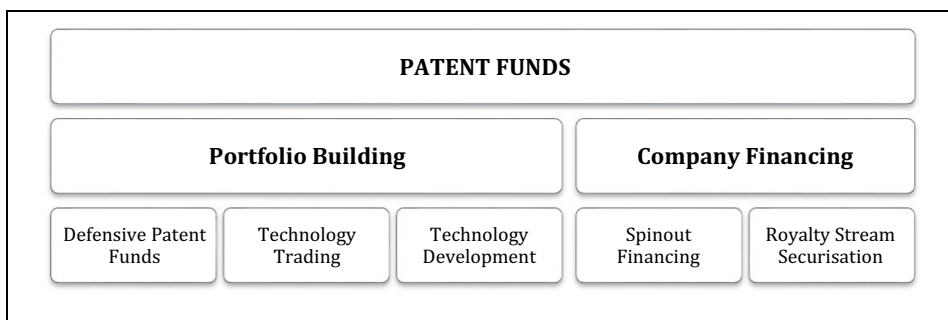 PATENT FUNDS
Portfolio Building
Company Financing
Defensive Patent
Funds
Technology
Trading
Technology
Development
Spinout
Financing
Royalty Stream
Securisation